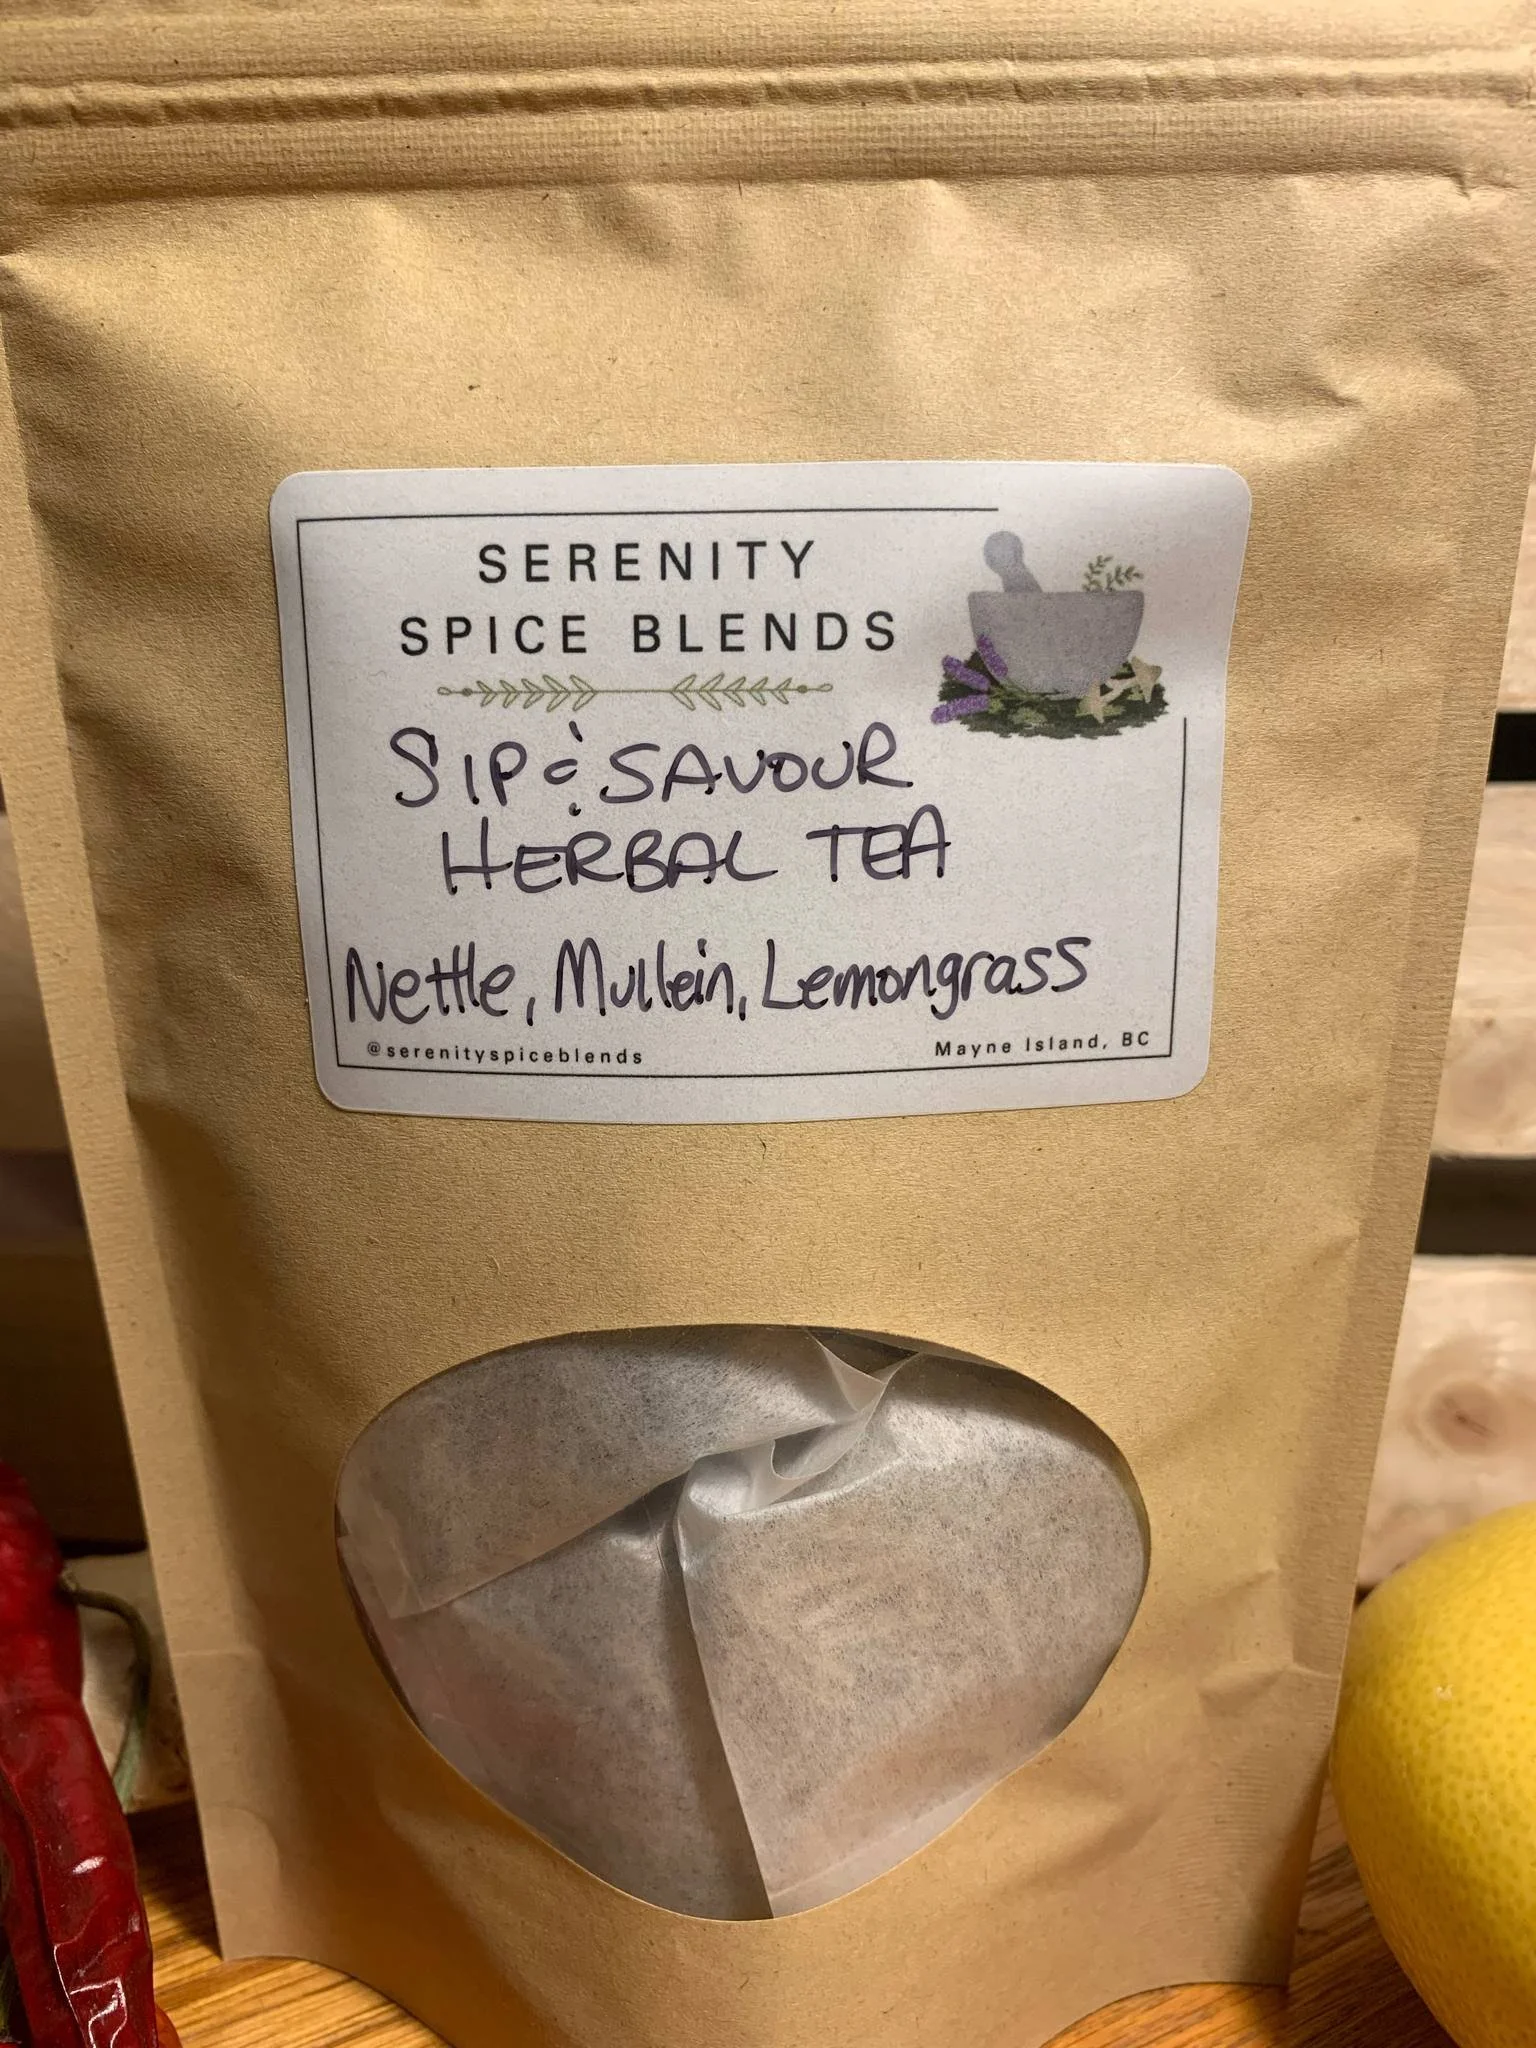 SERENITY
SPICE BLENDS
SIP & SAVOUR
HERBAL TEA
Nettle, Mullein, Lemongrass
@serenityspiceblends Mayne Island, BC